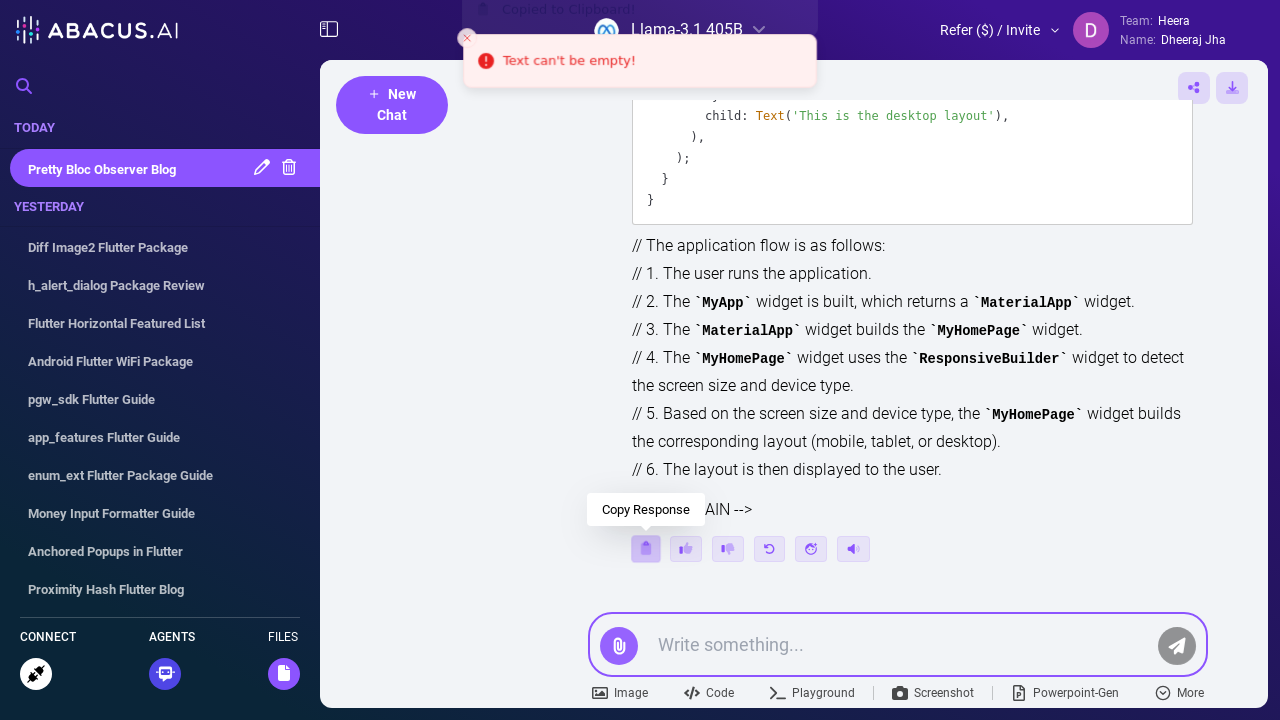 ABACUS.AI
Copied to Clipboard!
Llama-3.1 405B
Refer ($) / Invite
D
Team: Heera
Name: Dheeraj Jha
Text can't be empty!
New
Chat
TODAY
Pretty Bloc Observer Blog
YESTERDAY
Diff Image2 Flutter Package
h_alert_dialog Package Review
Flutter Horizontal Featured List
Android Flutter WiFi Package
pgw_sdk Flutter Guide
app_features Flutter Guide
enum_ext Flutter Package Guide
Money Input Formatter Guide
Anchored Popups in Flutter
Proximity Hash Flutter Blog
CONNECT
AGENTS
FILES
child: Text('This is the desktop layout'),
),
);
}
}
// The application flow is as follows:
// 1. The user runs the application.
// 2. The `MyApp` widget is built, which returns a `MaterialApp` widget.
// 3. The `MaterialApp` widget builds the `MyHomePage` widget.
// 4. The `MyHomePage` widget uses the `ResponsiveBuilder` widget to detect
the screen size and device type.
// 5. Based on the screen size and device type, the `MyHomePage` widget builds
the corresponding layout (mobile, tablet, or desktop).
// 6. The layout is then displayed to the user.
AIN -->
Copy Response
Write something...
Image
Code
Playground
Screenshot
Powerpoint-Gen
More